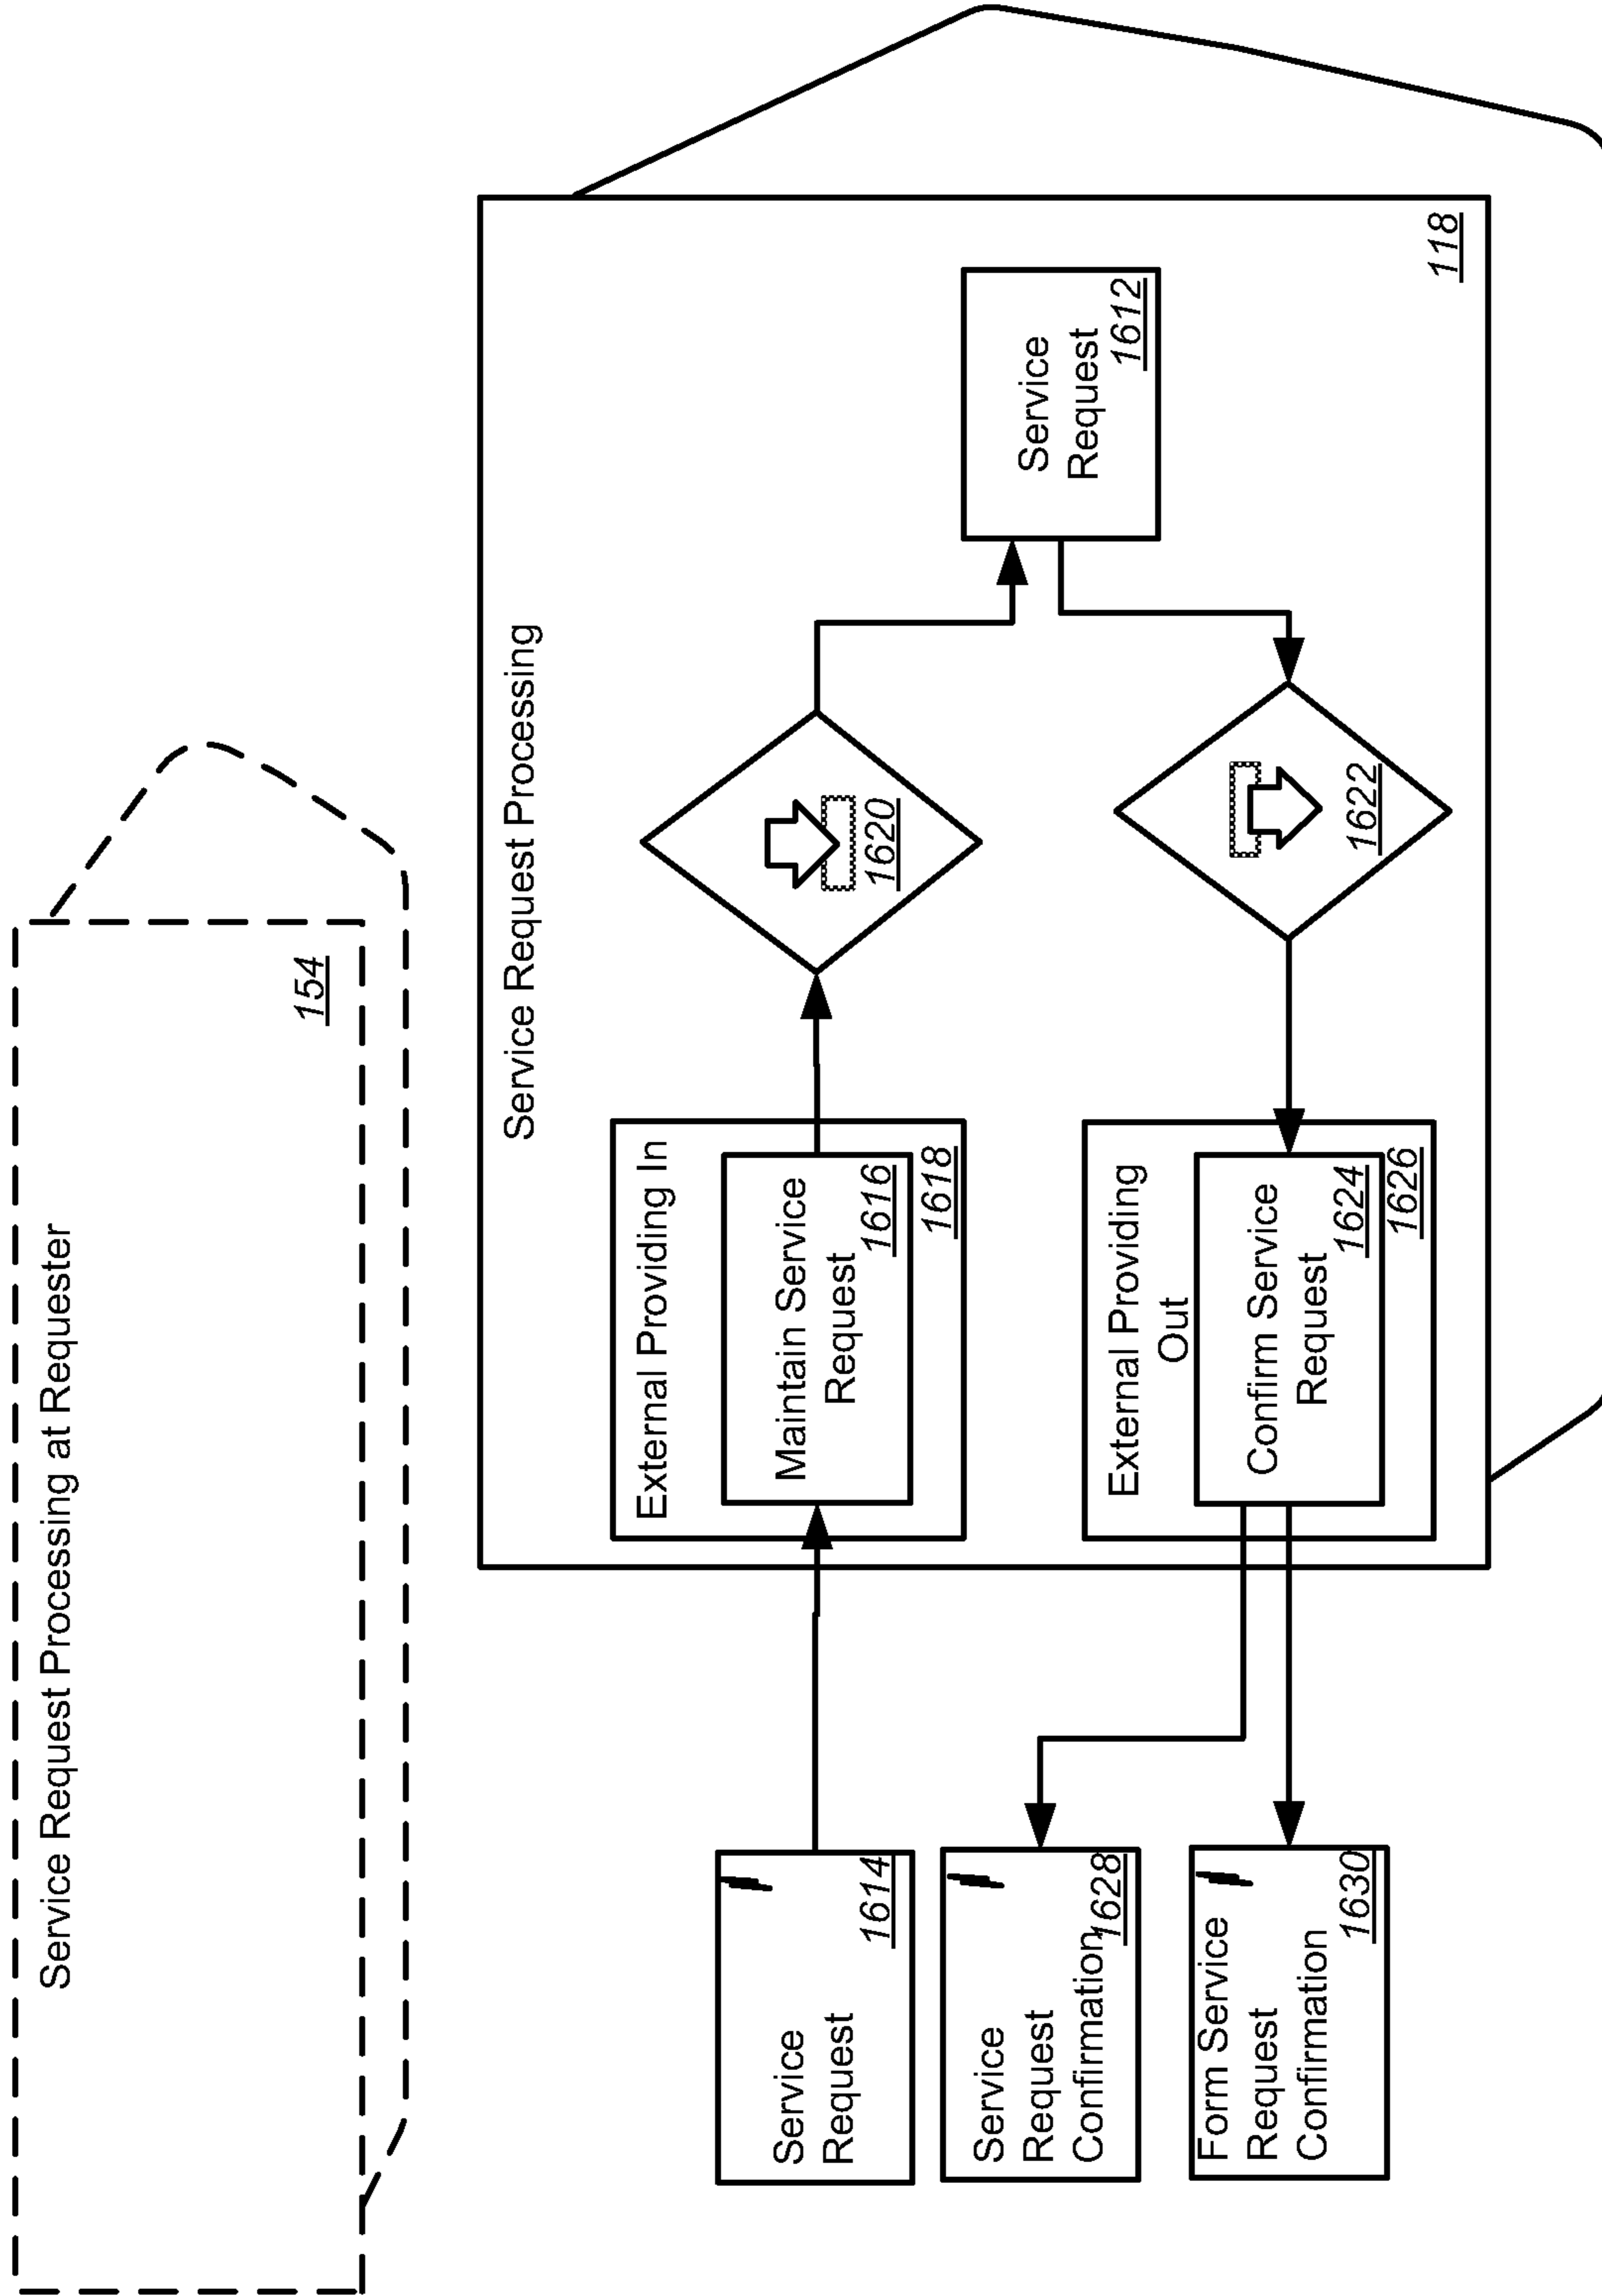 Service Request Processing at Requester
154
Service Request Processing
118
Service
Request
1614
External Providing In
Maintain Service
Request
1616
1618
1620
Service
Request
1612
Service
Request
Confirmation
1628
External Providing
Out
Confirm Service
Request
1624
1626
1622
Form Service
Request
Confirmation
1630